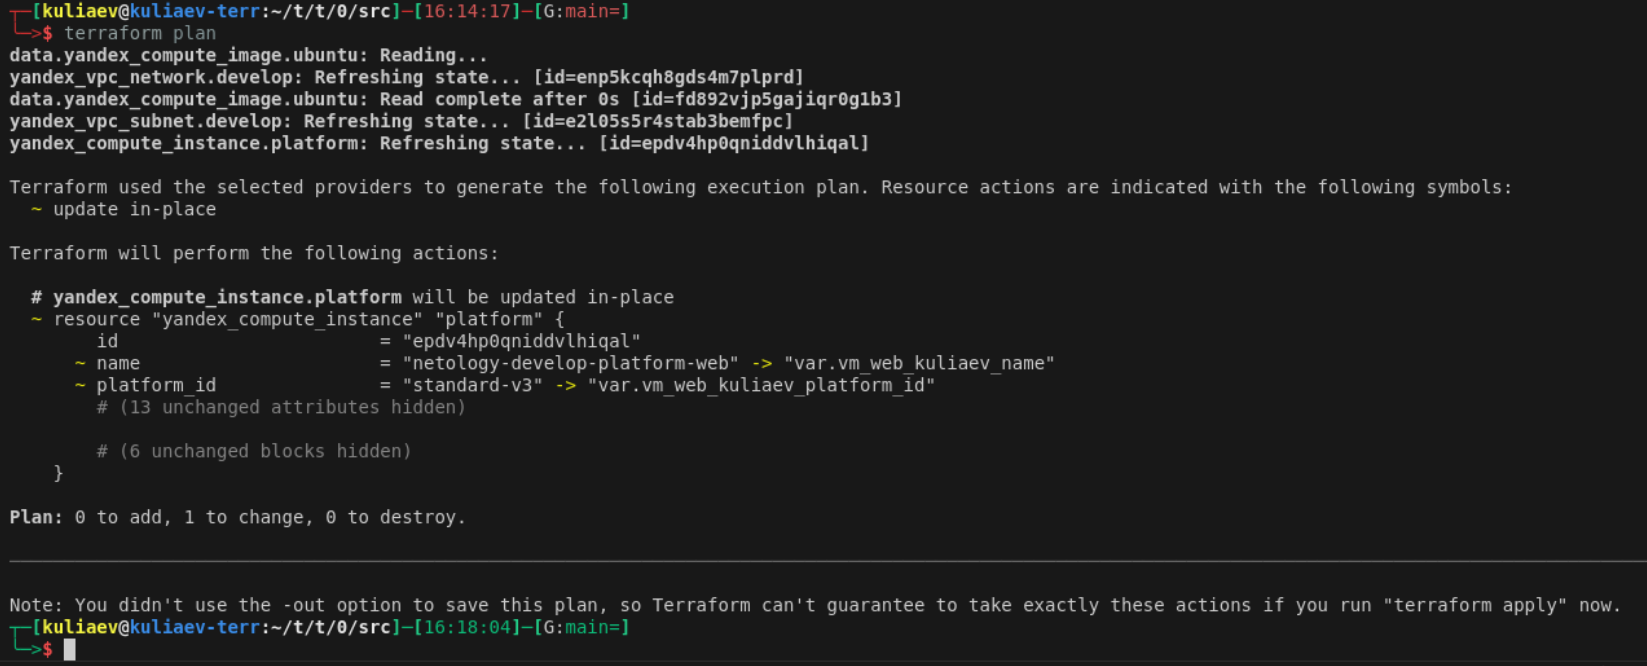 ┬─[kuliaev@kuliaev-terr:~/t/t/0/src]─[16:14:17]─[G:main=]
╰─>$ terraform plan
data.yandex_compute_image.ubuntu: Reading...
yandex_vpc_network.develop: Refreshing state... [id=enp5kcqh8gds4m7plprd]
data.yandex_compute_image.ubuntu: Read complete after 0s [id=fd892vjp5gajiqr0g1b3]
yandex_vpc_subnet.develop: Refreshing state... [id=e2l05s5r4stab3bemfpc]
yandex_compute_instance.platform: Refreshing state... [id=epdv4hp0qniddvlhiqal]
Terraform used the selected providers to generate the following execution plan. Resource actions are indicated with the following symbols:
  ~ update in-place
Terraform will perform the following actions:
  # yandex_compute_instance.platform will be updated in-place
  ~ resource "yandex_compute_instance" "platform" {
        id                        = "epdv4hp0qniddvlhiqal"
      ~ name                      = "netology-develop-platform-web" -> "var.vm_web_kuliaev_name"
      ~ platform_id               = "standard-v3" -> "var.vm_web_kuliaev_platform_id"
        # (13 unchanged attributes hidden)
        # (6 unchanged blocks hidden)
    }
Plan: 0 to add, 1 to change, 0 to destroy.
Note: You didn't use the -out option to save this plan, so Terraform can't guarantee to take exactly these actions if you run "terraform apply" now.
┬─[kuliaev@kuliaev-terr:~/t/t/0/src]─[16:18:04]─[G:main=]
╰─>$